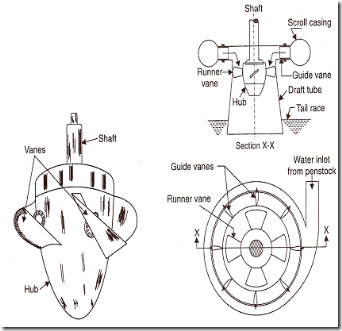 Shaft
Scroll casing
Runner
vane
Guide vane
Hub
Draft tube
Tail race
Section X-X
Shaft
Vanes
Hub
Water inlet
from penstock
Guide vanes
Runner vane
X
X